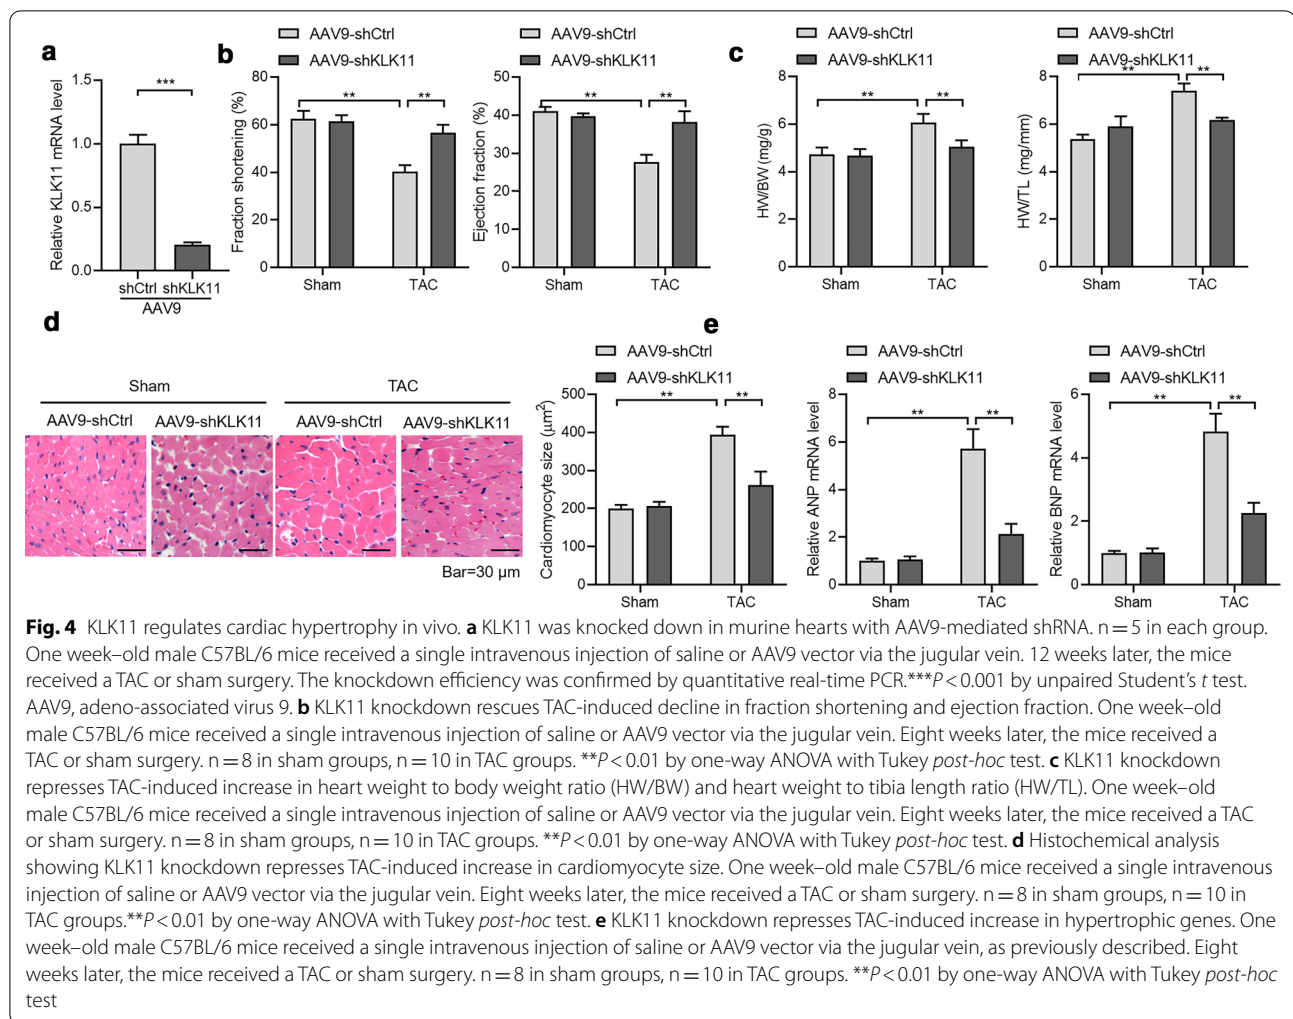 a
Relative KLK11 mRNA level
1.5
1.0
0.5
0.0
***
shCtrl shKLK11
AAV9
b
AAV9-shCtrl
AAV9-shKLK11
Fraction shortening (%)
80
60
40
20
0
** **
Sham TAC
AAV9-shCtrl
AAV9-shKLK11
Ejection fraction (%)
50
40
30
20
10
0
** **
Sham TAC
c
AAV9-shCtrl
AAV9-shKLK11
HW/BW (mg/g)
8
6
4
2
0
** **
Sham TAC
AAV9-shCtrl
AAV9-shKLK11
HW/TL (mg/mm)
8
6
4
2
0
** **
Sham TAC
d
Sham TAC
AAV9-shCtrl AAV9-shKLK11 AAV9-shCtrl AAV9-shKLK11
Bar=30 µm
AAV9-shCtrl
AAV9-shKLK11
Cardiomyocyte size (µm²)
500
400
300
200
100
0
** **
Sham TAC
e
AAV9-shCtrl
AAV9-shKLK11
Relative ANP mRNA level
8
6
4
2
0
** **
Sham TAC
AAV9-shCtrl
AAV9-shKLK11
Relative BNP mRNA level
6
4
2
0
** **
Sham TAC
Fig. 4 KLK11 regulates cardiac hypertrophy in vivo. a KLK11 was knocked down in murine hearts with AAV9-mediated shRNA. n = 5 in each group.
One week–old male C57BL/6 mice received a single intravenous injection of saline or AAV9 vector via the jugular vein. 12 weeks later, the mice
received a TAC or sham surgery. The knockdown efficiency was confirmed by quantitative real-time PCR.***P < 0.001 by unpaired Student's t test.
AAV9, adeno-associated virus 9. b KLK11 knockdown rescues TAC-induced decline in fraction shortening and ejection fraction. One week–old
male C57BL/6 mice received a single intravenous injection of saline or AAV9 vector via the jugular vein. Eight weeks later, the mice received a
TAC or sham surgery. n = 8 in sham groups, n = 10 in TAC groups. **P < 0.01 by one-way ANOVA with Tukey post-hoc test. c KLK11 knockdown
represses TAC-induced increase in heart weight to body weight ratio (HW/BW) and heart weight to tibia length ratio (HW/TL). One week–old
male C57BL/6 mice received a single intravenous injection of saline or AAV9 vector via the jugular vein. Eight weeks later, the mice received a TAC
or sham surgery. n = 8 in sham groups, n = 10 in TAC groups. **P < 0.01 by one-way ANOVA with Tukey post-hoc test. d Histochemical analysis
showing KLK11 knockdown represses TAC-induced increase in cardiomyocyte size. One week–old male C57BL/6 mice received a single intravenous
injection of saline or AAV9 vector via the jugular vein. Eight weeks later, the mice received a TAC or sham surgery. n = 8 in sham groups, n = 10 in
TAC groups.**P < 0.01 by one-way ANOVA with Tukey post-hoc test. e KLK11 knockdown represses TAC-induced increase in hypertrophic genes. One
week–old male C57BL/6 mice received a single intravenous injection of saline or AAV9 vector via the jugular vein, as previously described. Eight
weeks later, the mice received a TAC or sham surgery. n = 8 in sham groups, n = 10 in TAC groups. **P < 0.01 by one-way ANOVA with Tukey post-hoc
test